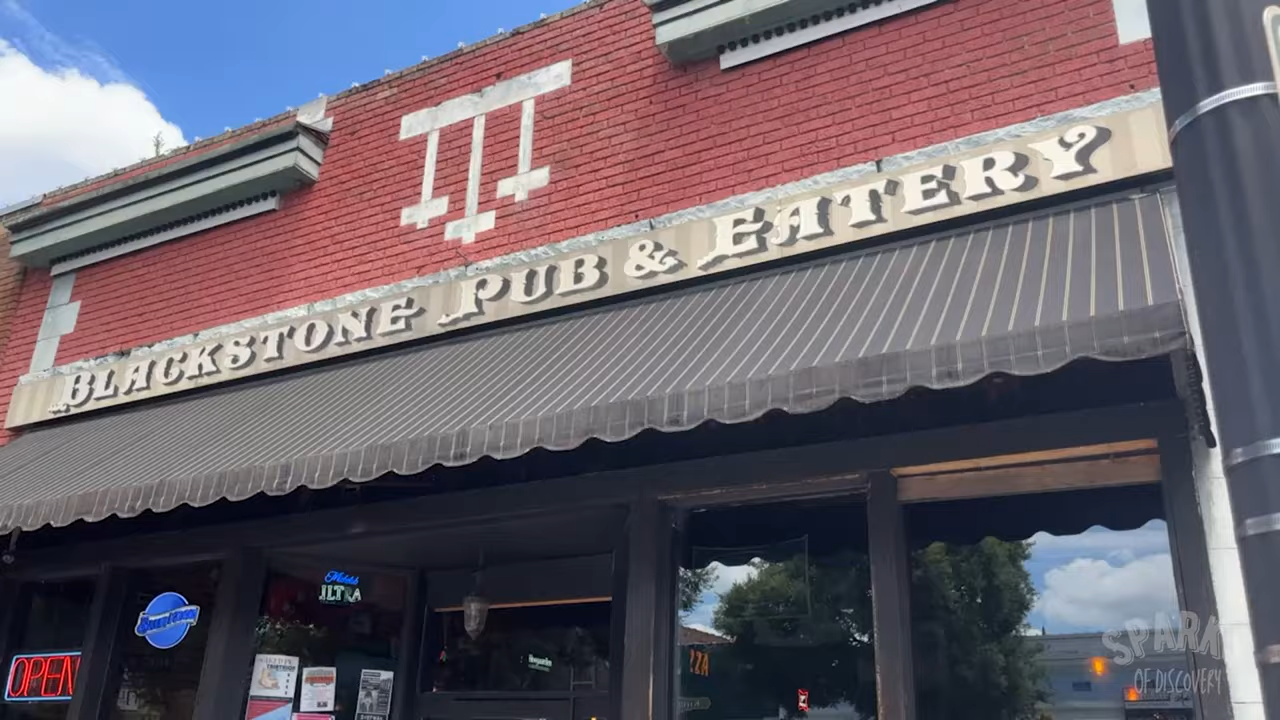 BLACKSTONE PUB & EATERY
OPEN
BLUE MOON
Michelob
ULTRA
SPARK
OF DISCOVERY